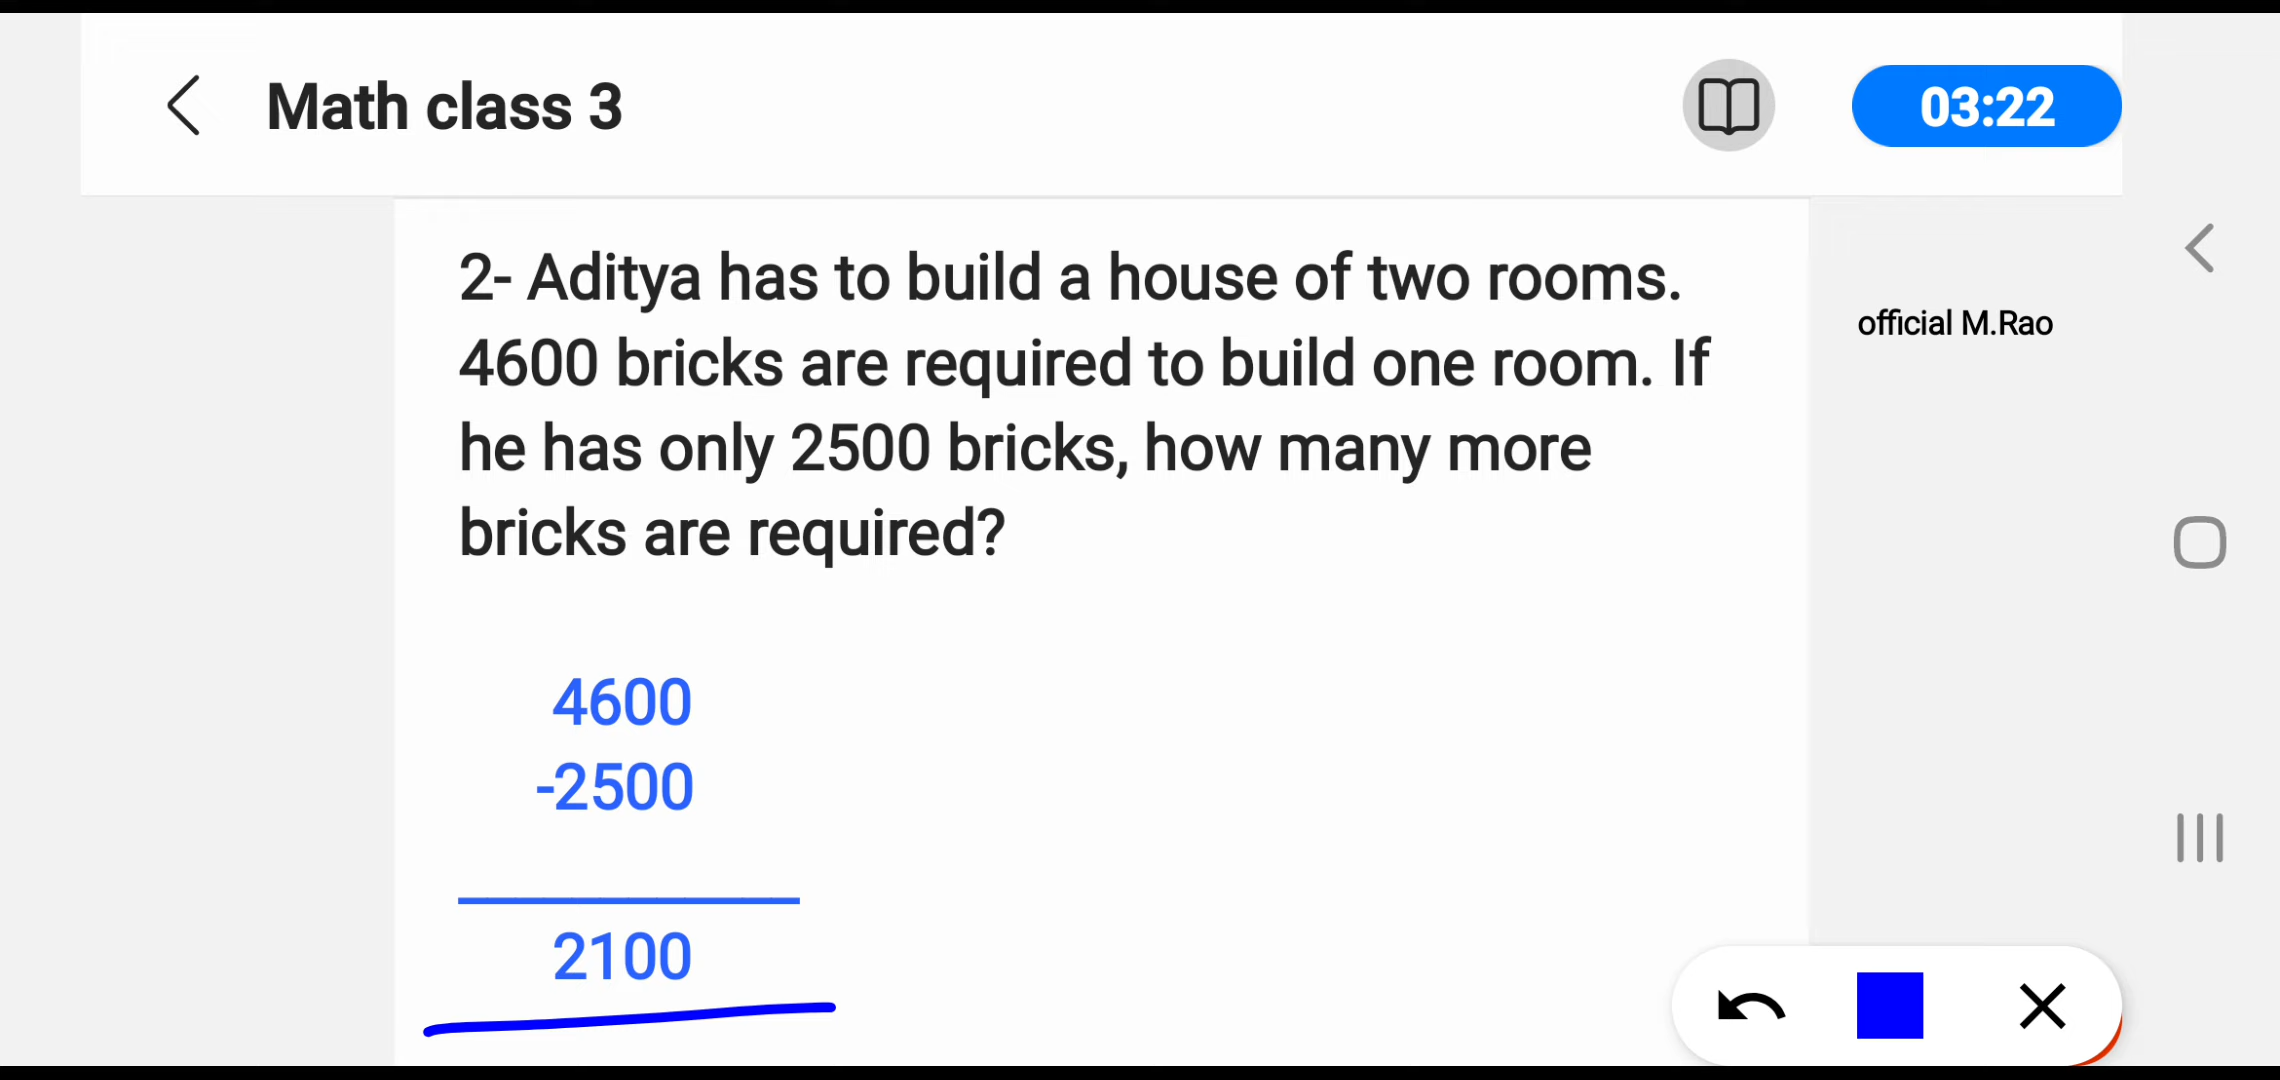 Math class 3
03:22
2- Aditya has to build a house of two rooms.
4600 bricks are required to build one room. If
he has only 2500 bricks, how many more
bricks are required?
official M.Rao
4600
-2500
2100